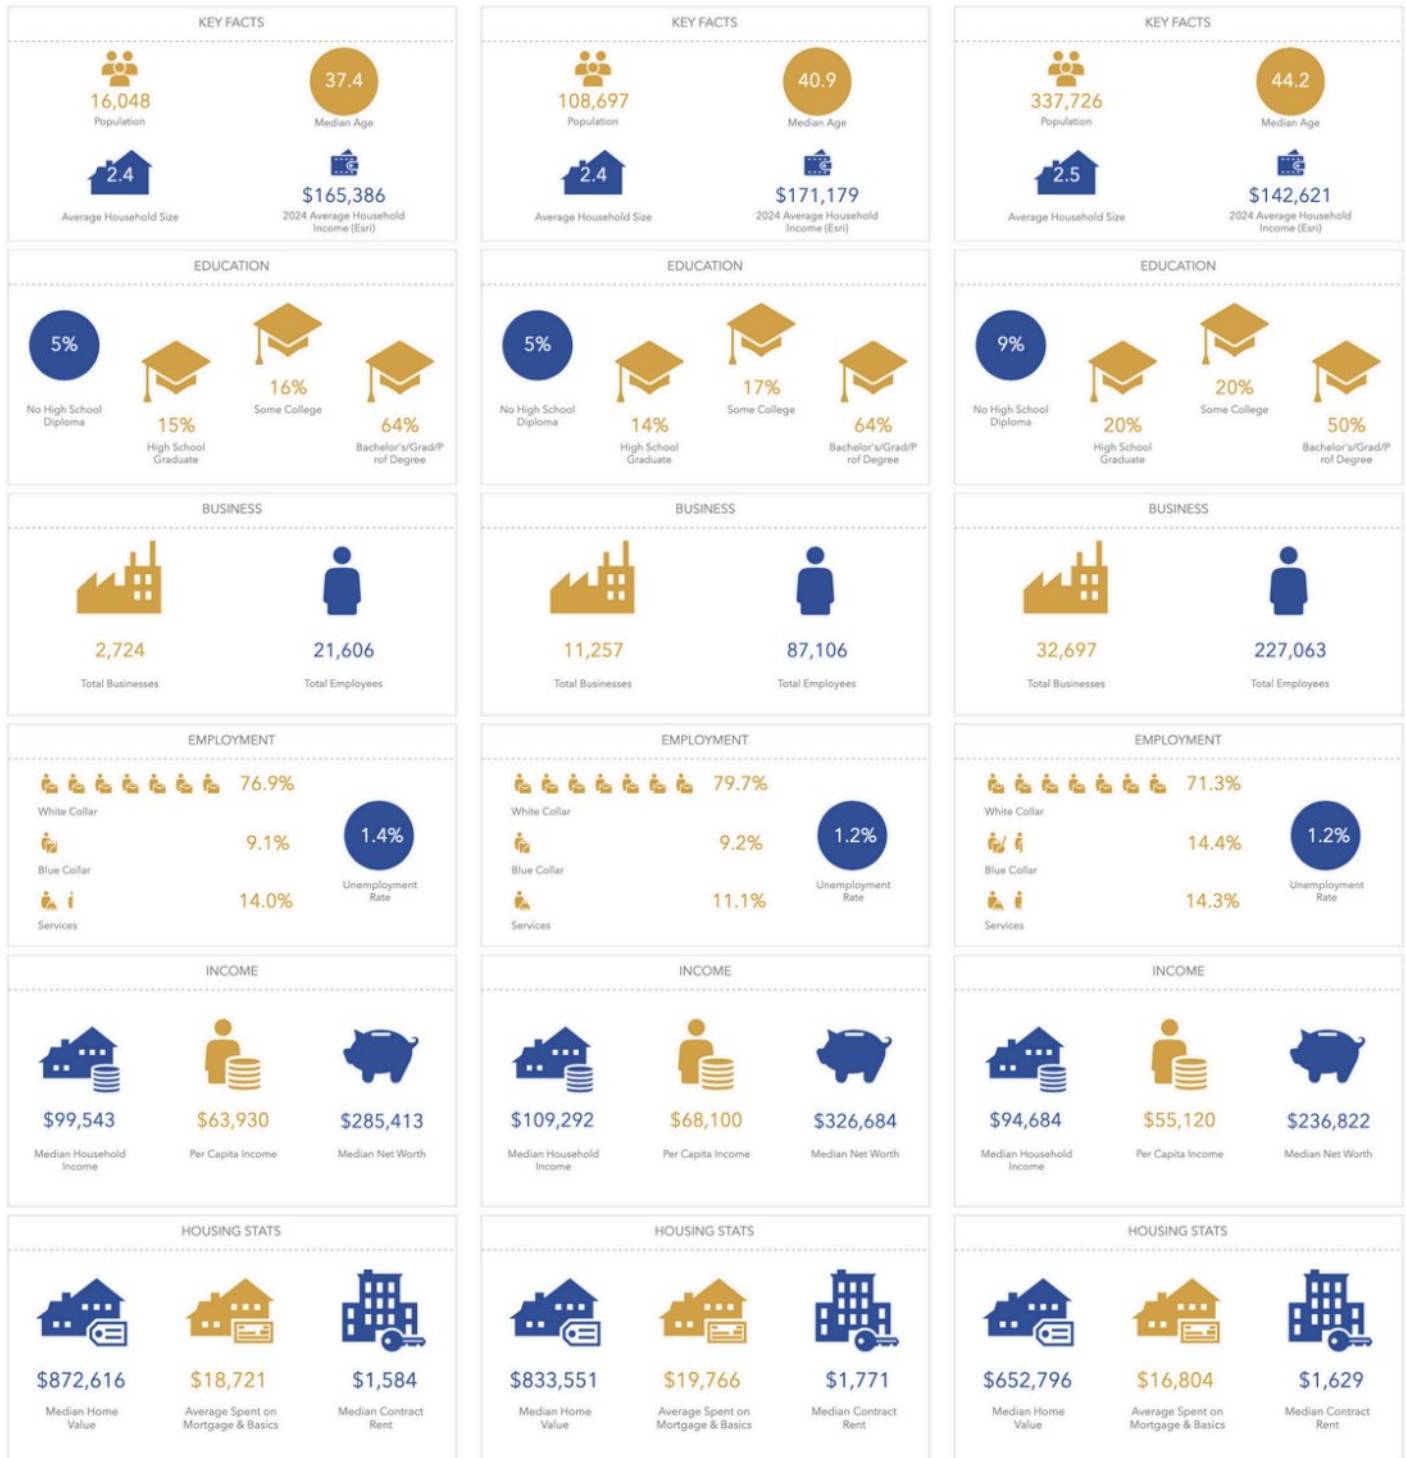 KEY FACTS
37.4
16,048
Population
Median Age
2.4
$165,386
Average Household Size
2024 Average Household
Income (Esri)
EDUCATION
5%
16%
No High School
Diploma
Some College
15%
64%
High School
Graduate
Bachelor's/Grad/P
rof Degree
BUSINESS
2,724
21,606
Total Businesses
Total Employees
EMPLOYMENT
76.9%
White Collar
1.4%
9.1%
Blue Collar
Unemployment
Rate
14.0%
Services
INCOME
$99,543
$63,930
$285,413
Median Household
Income
Per Capita Income
Median Net Worth
HOUSING STATS
$872,616
$18,721
$1,584
Median Home
Value
Average Spent on
Mortgage & Basics
Median Contract
Rent
KEY FACTS
40.9
108,697
Population
Median Age
2.4
$171,179
Average Household Size
2024 Average Household
Income (Esri)
EDUCATION
5%
17%
No High School
Diploma
Some College
14%
64%
High School
Graduate
Bachelor's/Grad/P
rof Degree
BUSINESS
11,257
87,106
Total Businesses
Total Employees
EMPLOYMENT
79.7%
White Collar
1.2%
9.2%
Blue Collar
Unemployment
Rate
11.1%
Services
INCOME
$109,292
$68,100
$326,684
Median Household
Income
Per Capita Income
Median Net Worth
HOUSING STATS
$833,551
$19,766
$1,771
Median Home
Value
Average Spent on
Mortgage & Basics
Median Contract
Rent
KEY FACTS
44.2
337,726
Population
Median Age
2.5
$142,621
Average Household Size
2024 Average Household
Income (Esri)
EDUCATION
9%
20%
No High School
Diploma
Some College
20%
50%
High School
Graduate
Bachelor's/Grad/P
rof Degree
BUSINESS
32,697
227,063
Total Businesses
Total Employees
EMPLOYMENT
71.3%
White Collar
1.2%
14.4%
Blue Collar
Unemployment
Rate
14.3%
Services
INCOME
$94,684
$55,120
$236,822
Median Household
Income
Per Capita Income
Median Net Worth
HOUSING STATS
$652,796
$16,804
$1,629
Median Home
Value
Average Spent on
Mortgage & Basics
Median Contract
Rent